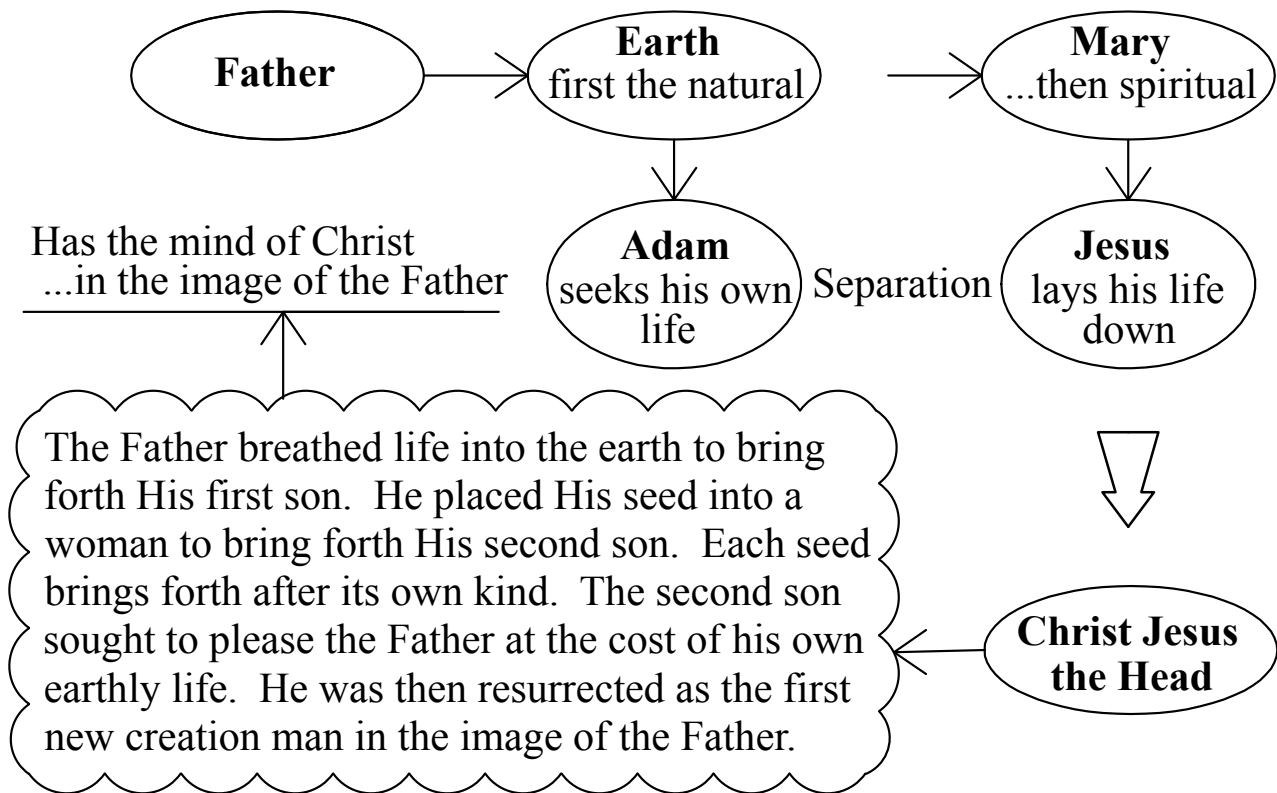 Father
Earth
first the natural
Mary
...then spiritual
Has the mind of Christ
...in the image of the Father
Adam
seeks his own
life
Separation
Jesus
lays his life
down
The Father breathed life into the earth to bring
forth His first son.  He placed His seed into a
woman to bring forth His second son.  Each seed
brings forth after its own kind.  The second son
sought to please the Father at the cost of his own
earthly life.  He was then resurrected as the first
new creation man in the image of the Father.
Christ Jesus
the Head